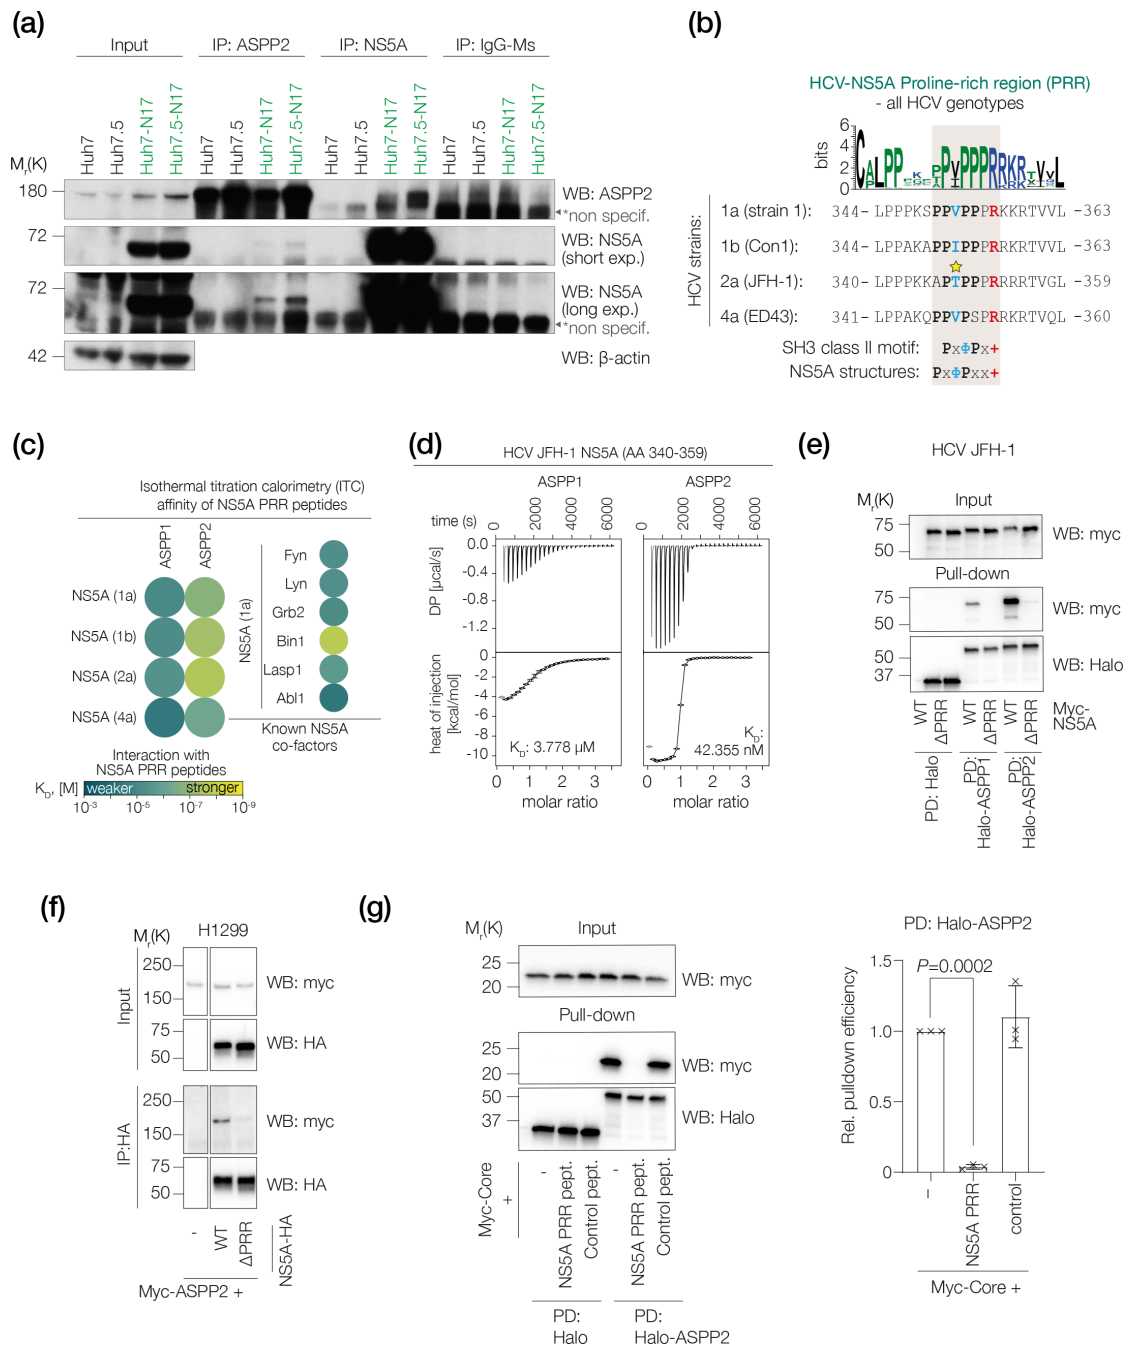 (a)
Input
IP: ASPP2
IP: NS5A
IP: IgG-Ms
Mr(K)
Huh7
Huh7.5
Huh7-N17
Huh7.5-N17
Huh7
Huh7.5
Huh7-N17
Huh7.5-N17
Huh7
Huh7.5
Huh7-N17
Huh7.5-N17
Huh7
Huh7.5
Huh7-N17
Huh7.5-N17
180
WB: ASPP2
*non specif.
72
WB: NS5A
(short exp.)
72
WB: NS5A
(long exp.)
*non specif.
42
WB: β-actin
(b)
HCV-NS5A Proline-rich region (PRR)
- all HCV genotypes
bits
6
4
2
0
HCV strains:
1a (strain 1): 344- LPPPKSPPVPPPRKKRTVVL -363
1b (Con1): 344- LPPAKAPPIPPPRRKRTVVL -363
2a (JFH-1): 340- LPPPKKAPTPPPRRRRTVGL -359
4a (ED43): 341- LPPAKQPPVPSPRRKRTVQL -360
SH3 class II motif: PxΦPx+
NS5A structures: PxΦPxx+
(c)
Isothermal titration calorimetry (ITC)
affinity of NS5A PRR peptides
ASPP1
ASPP2
NS5A (1a)
NS5A (1b)
NS5A (2a)
NS5A (4a)
NS5A (1a)
Fyn
Lyn
Grb2
Bin1
Lasp1
Abl1
Known NS5A
co-factors
Interaction with
NS5A PRR peptides
KD, [M]
weaker
stronger
10-3
10-5
10-7
10-9
(d)
HCV JFH-1 NS5A (AA 340-359)
ASPP1
ASPP2
time (s)
0
2000
4000
6000
0
2000
4000
6000
DP [µcal/s]
0.0
-0.4
-0.8
-1.2
heat of injection
[kcal/mol]
0
-2
-4
-6
-8
-10
KD: 3.778 µM
KD:
42.355 nM
0 1 2 3
0 1 2 3
molar ratio
molar ratio
(e)
HCV JFH-1
Mr(K)
Input
75
50
WB: myc
Pull-down
75
50
WB: myc
50
37
WB: Halo
WT
ΔPRR
WT
ΔPRR
WT
ΔPRR
Myc-
NS5A
PD: Halo
PD:
Halo-ASPP1
PD:
Halo-ASPP2
(f)
H1299
Mr(K)
Input
250
150
WB: myc
75
50
WB: HA
IP:HA
250
150
WB: myc
75
50
WB: HA
-
WT
ΔPRR
NS5A-HA
Myc-ASPP2 +
(g)
Mr(K)
Input
25
20
WB: myc
Pull-down
25
20
WB: myc
50
37
WB: Halo
Myc-Core
+
-
NS5A PRR pept.
Control pept.
-
NS5A PRR pept.
Control pept.
PD:
Halo
PD:
Halo-ASPP2
PD: Halo-ASPP2
P=0.0002
Rel. pulldown efficiency
1.5
1.0
0.5
0
-
NS5A PRR
control
Myc-Core +